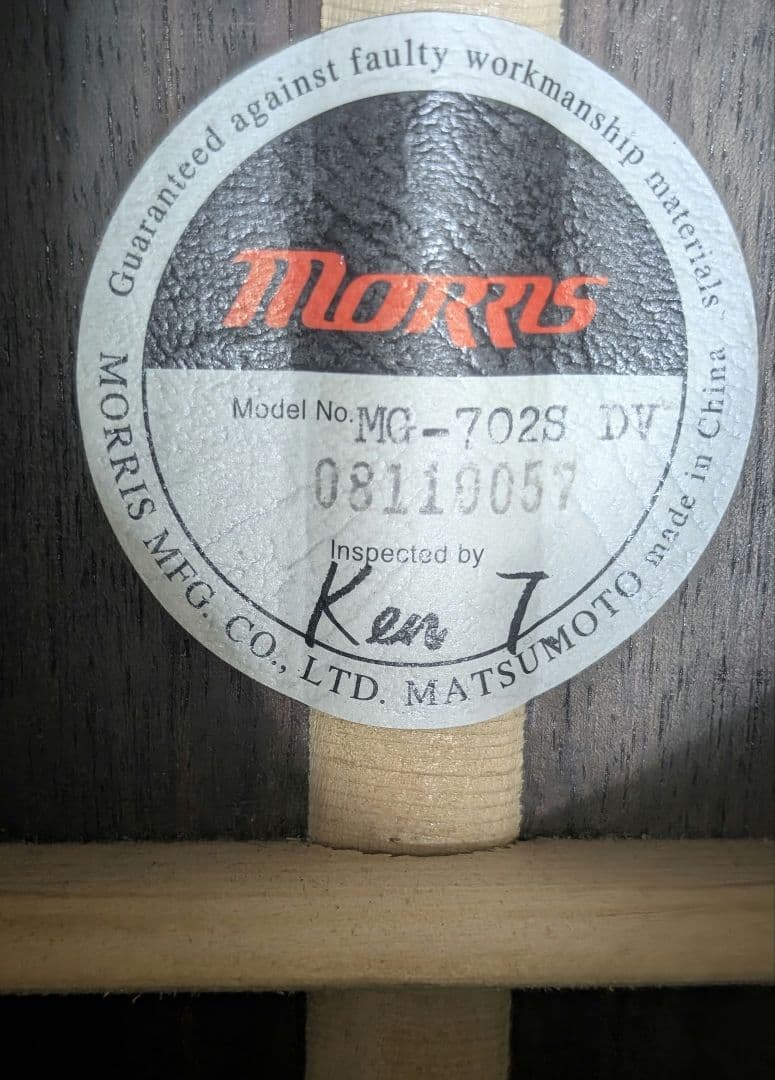 Guaranteed against faulty workmanship materials
MORRIS
Model No. MG-702S DV
08110057
Inspected by
Ken T.
MORRIS MFG. CO., LTD. MATSUMOTO made in China